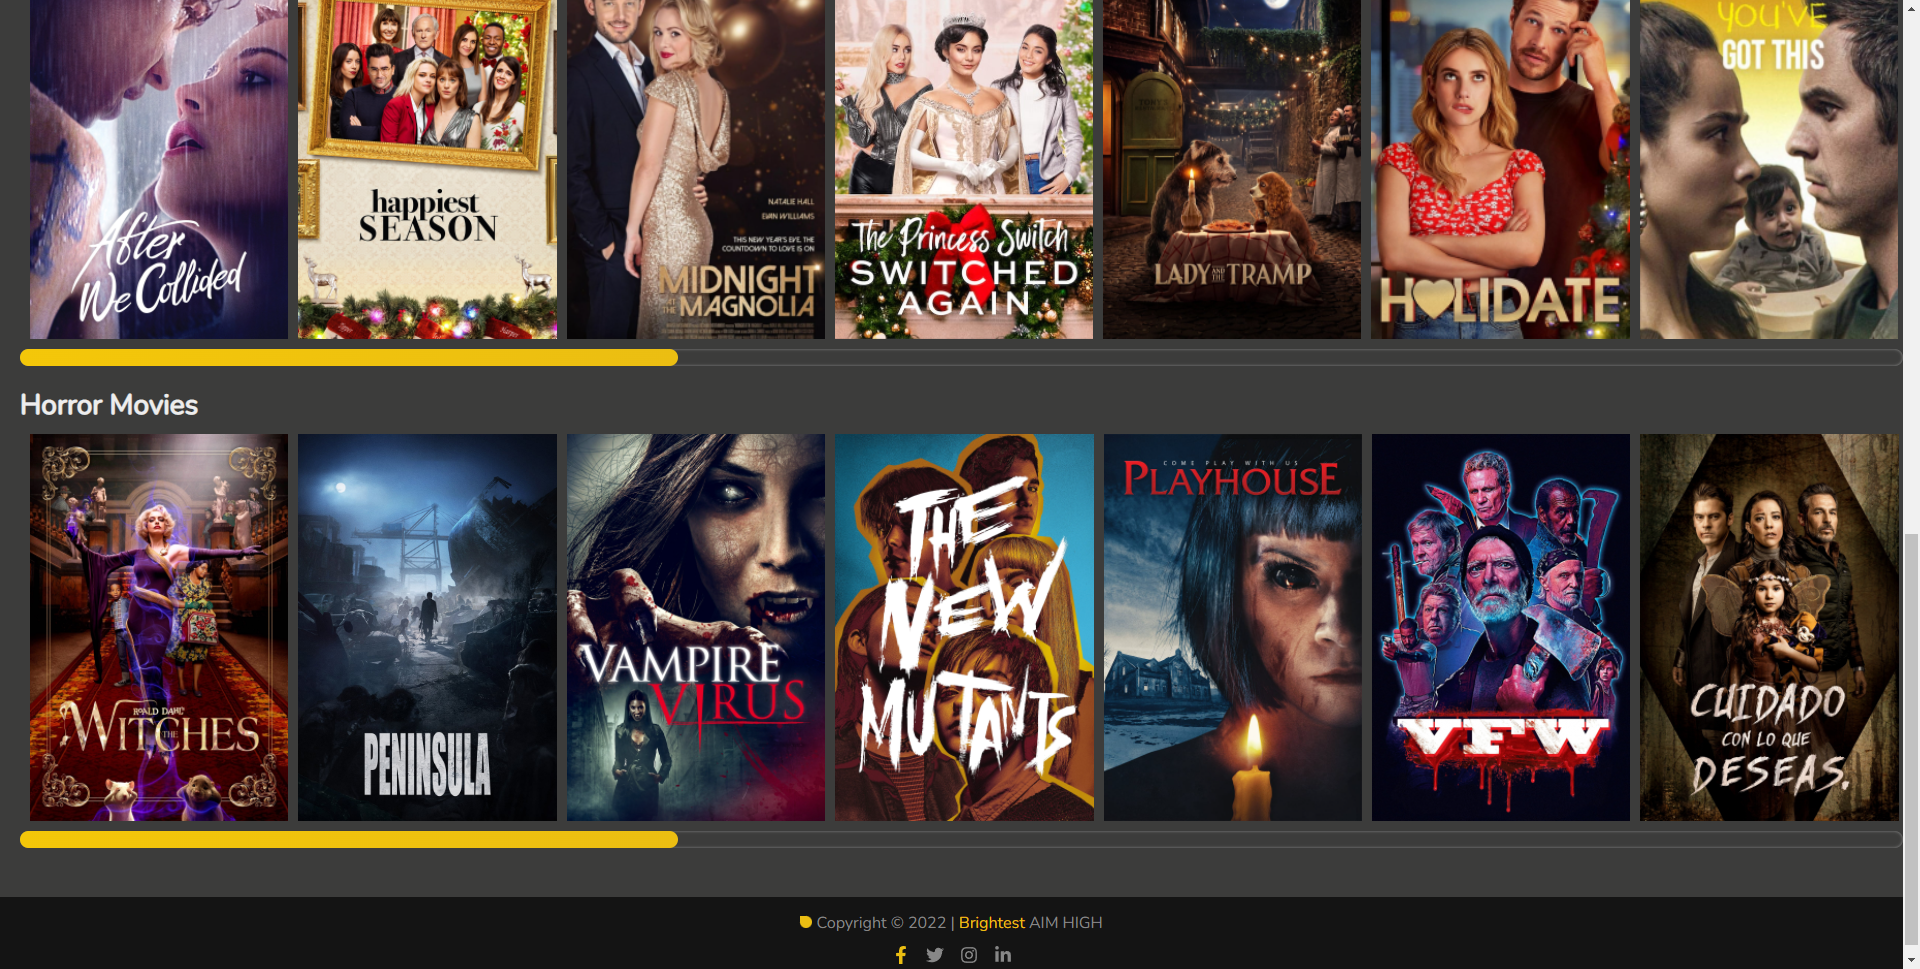 After
We Collided
happiest
SEASON
NATALIE HALL
EVAN WILLIAMS
THIS NEW YEAR'S EVE, THE
COUNTDOWN TO LOVE IS ON
MIDNIGHT
AT THE MAGNOLIA
The Princess Switch
SWITCHED
AGAIN
LADY AND THE TRAMP
HOLIDATE
YOU'VE
GOT THIS
Horror Movies
ROALD DAHL'
THE WITCHES
PENINSULA
VAMPIRE
VIRUS
THE
NEW
MUTANTS
COME PLAY WITH US
PLAYHOUSE
VFW
CUIDADO
CON LO QUE
DESEAS.
Copyright © 2022 | Brightest AIM HIGH